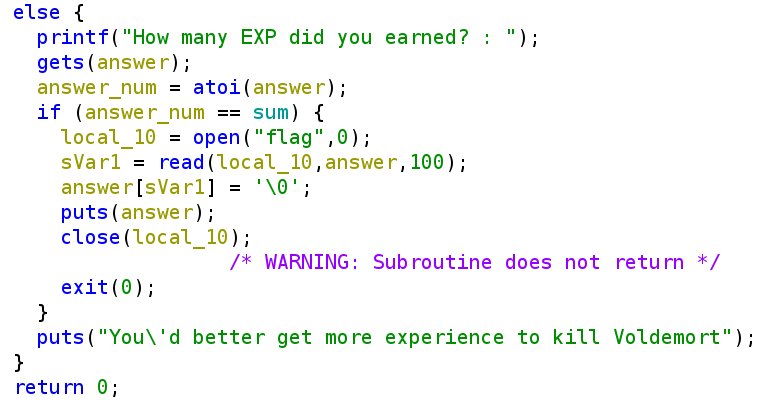 else {
  printf("How many EXP did you earned? : ");
  gets(answer);
  answer_num = atoi(answer);
  if (answer_num == sum) {
    local_10 = open("flag",0);
    sVar1 = read(local_10,answer,100);
    answer[sVar1] = '\0';
    puts(answer);
    close(local_10);
                  /* WARNING: Subroutine does not return */
    exit(0);
  }
  puts("You\'d better get more experience to kill Voldemort");
}
return 0;